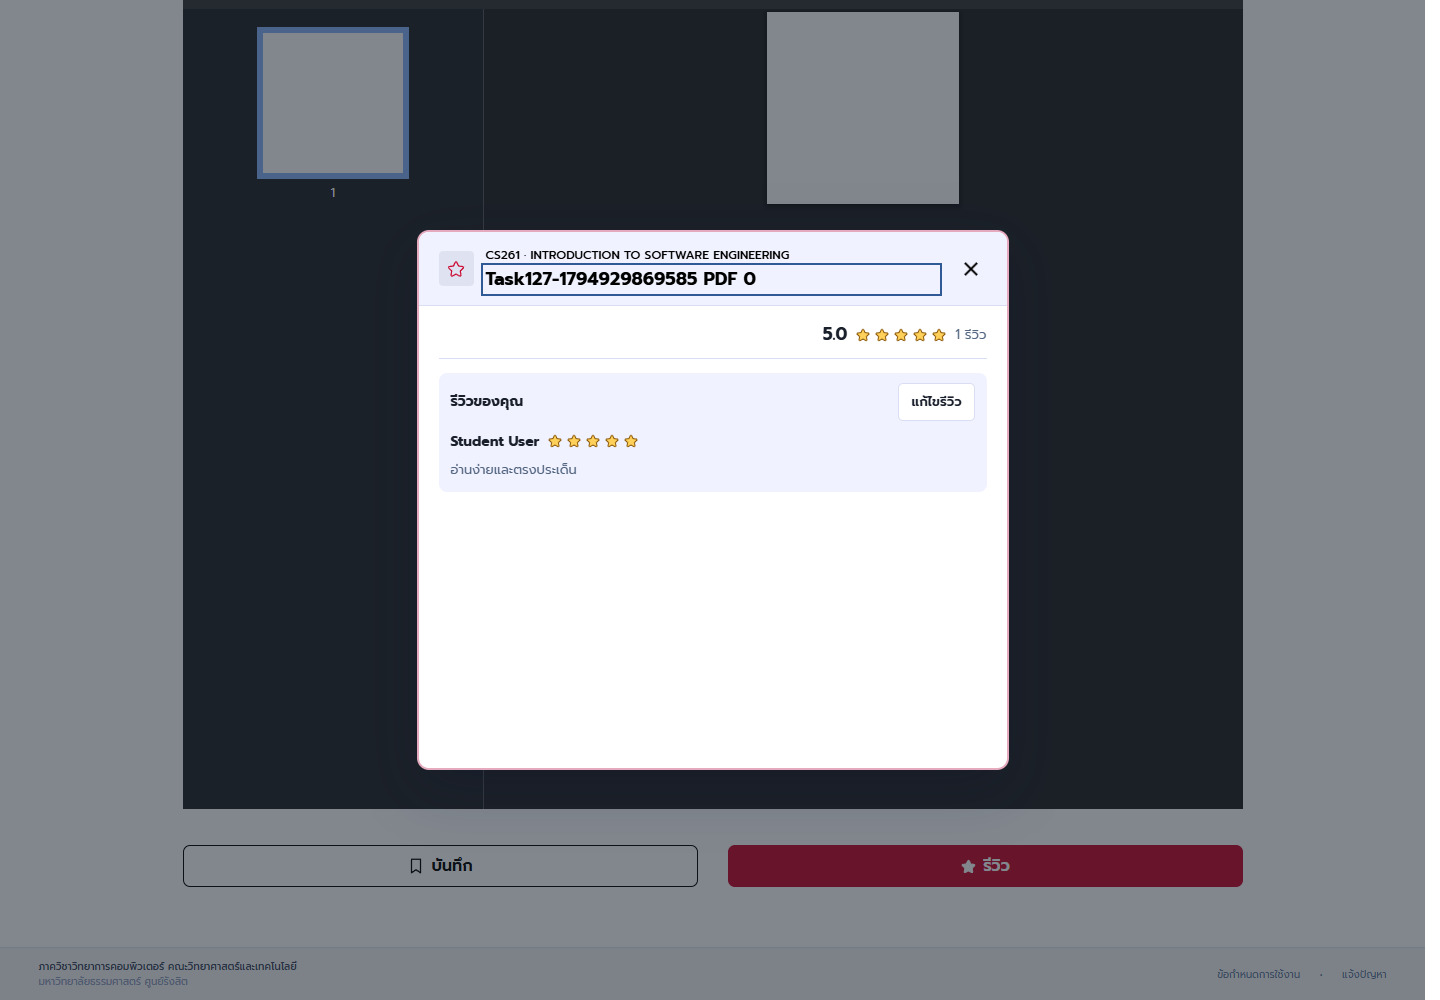 1
CS261 · INTRODUCTION TO SOFTWARE ENGINEERING
Task127-1794929869585 PDF 0
5.0 1 รีวิว
รีวิวของคุณ
แก้ไขรีวิว
Student User
อ่านง่ายและตรงประเด็น
บันทึก
รีวิว
ภาควิชาวิทยาการคอมพิวเตอร์ คณะวิทยาศาสตร์และเทคโนโลยี
มหาวิทยาลัยธรรมศาสตร์ ศูนย์รังสิต
ข้อกำหนดการใช้งาน • แจ้งปัญหา